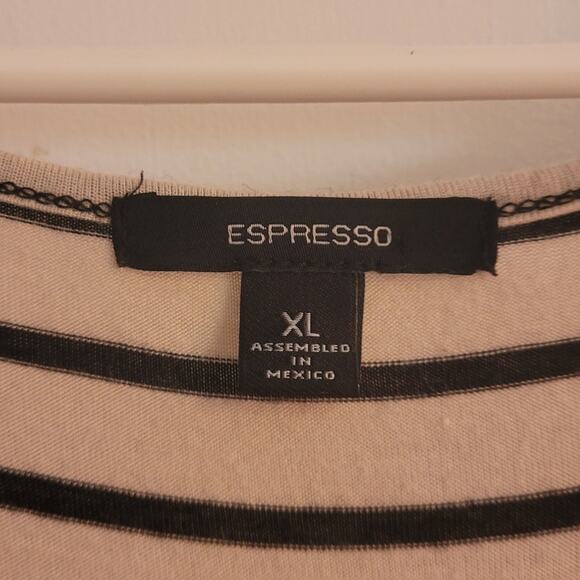 ESPRESSO
XL
ASSEMBLED
IN
MEXICO